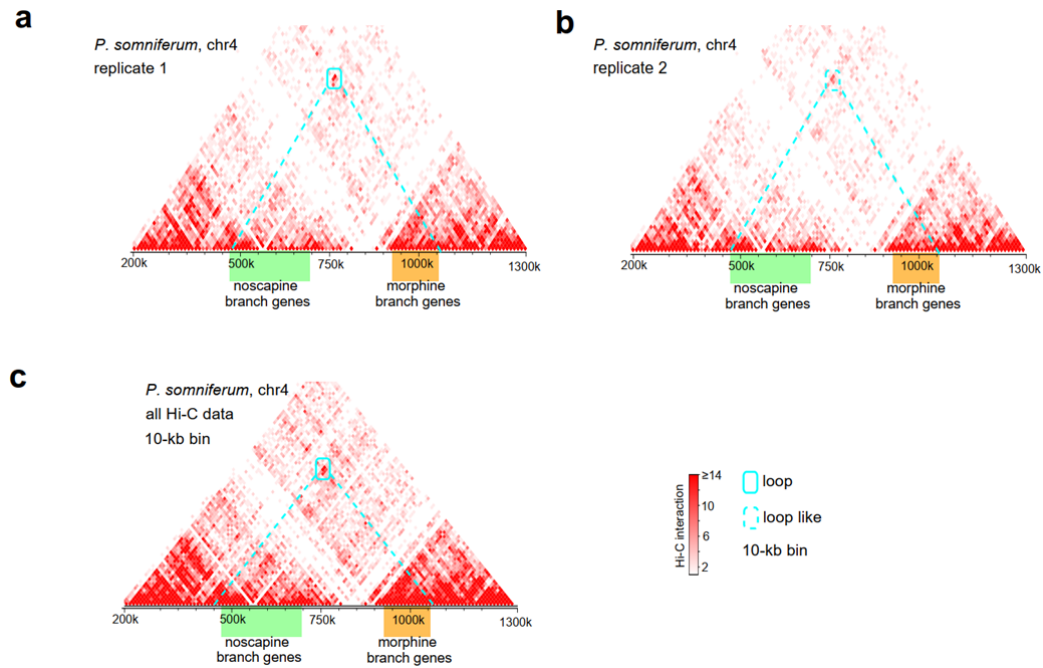 a
P. somniferum, chr4
replicate 1
200k 500k 750k 1000k 1300k
noscapine
branch genes
morphine
branch genes
b
P. somniferum, chr4
replicate 2
200k 500k 750k 1000k 1300k
noscapine
branch genes
morphine
branch genes
c
P. somniferum, chr4
all Hi-C data
10-kb bin
200k 500k 750k 1000k 1300k
noscapine
branch genes
morphine
branch genes
Hi-C interaction
≥14
10
6
2
loop
loop like
10-kb bin